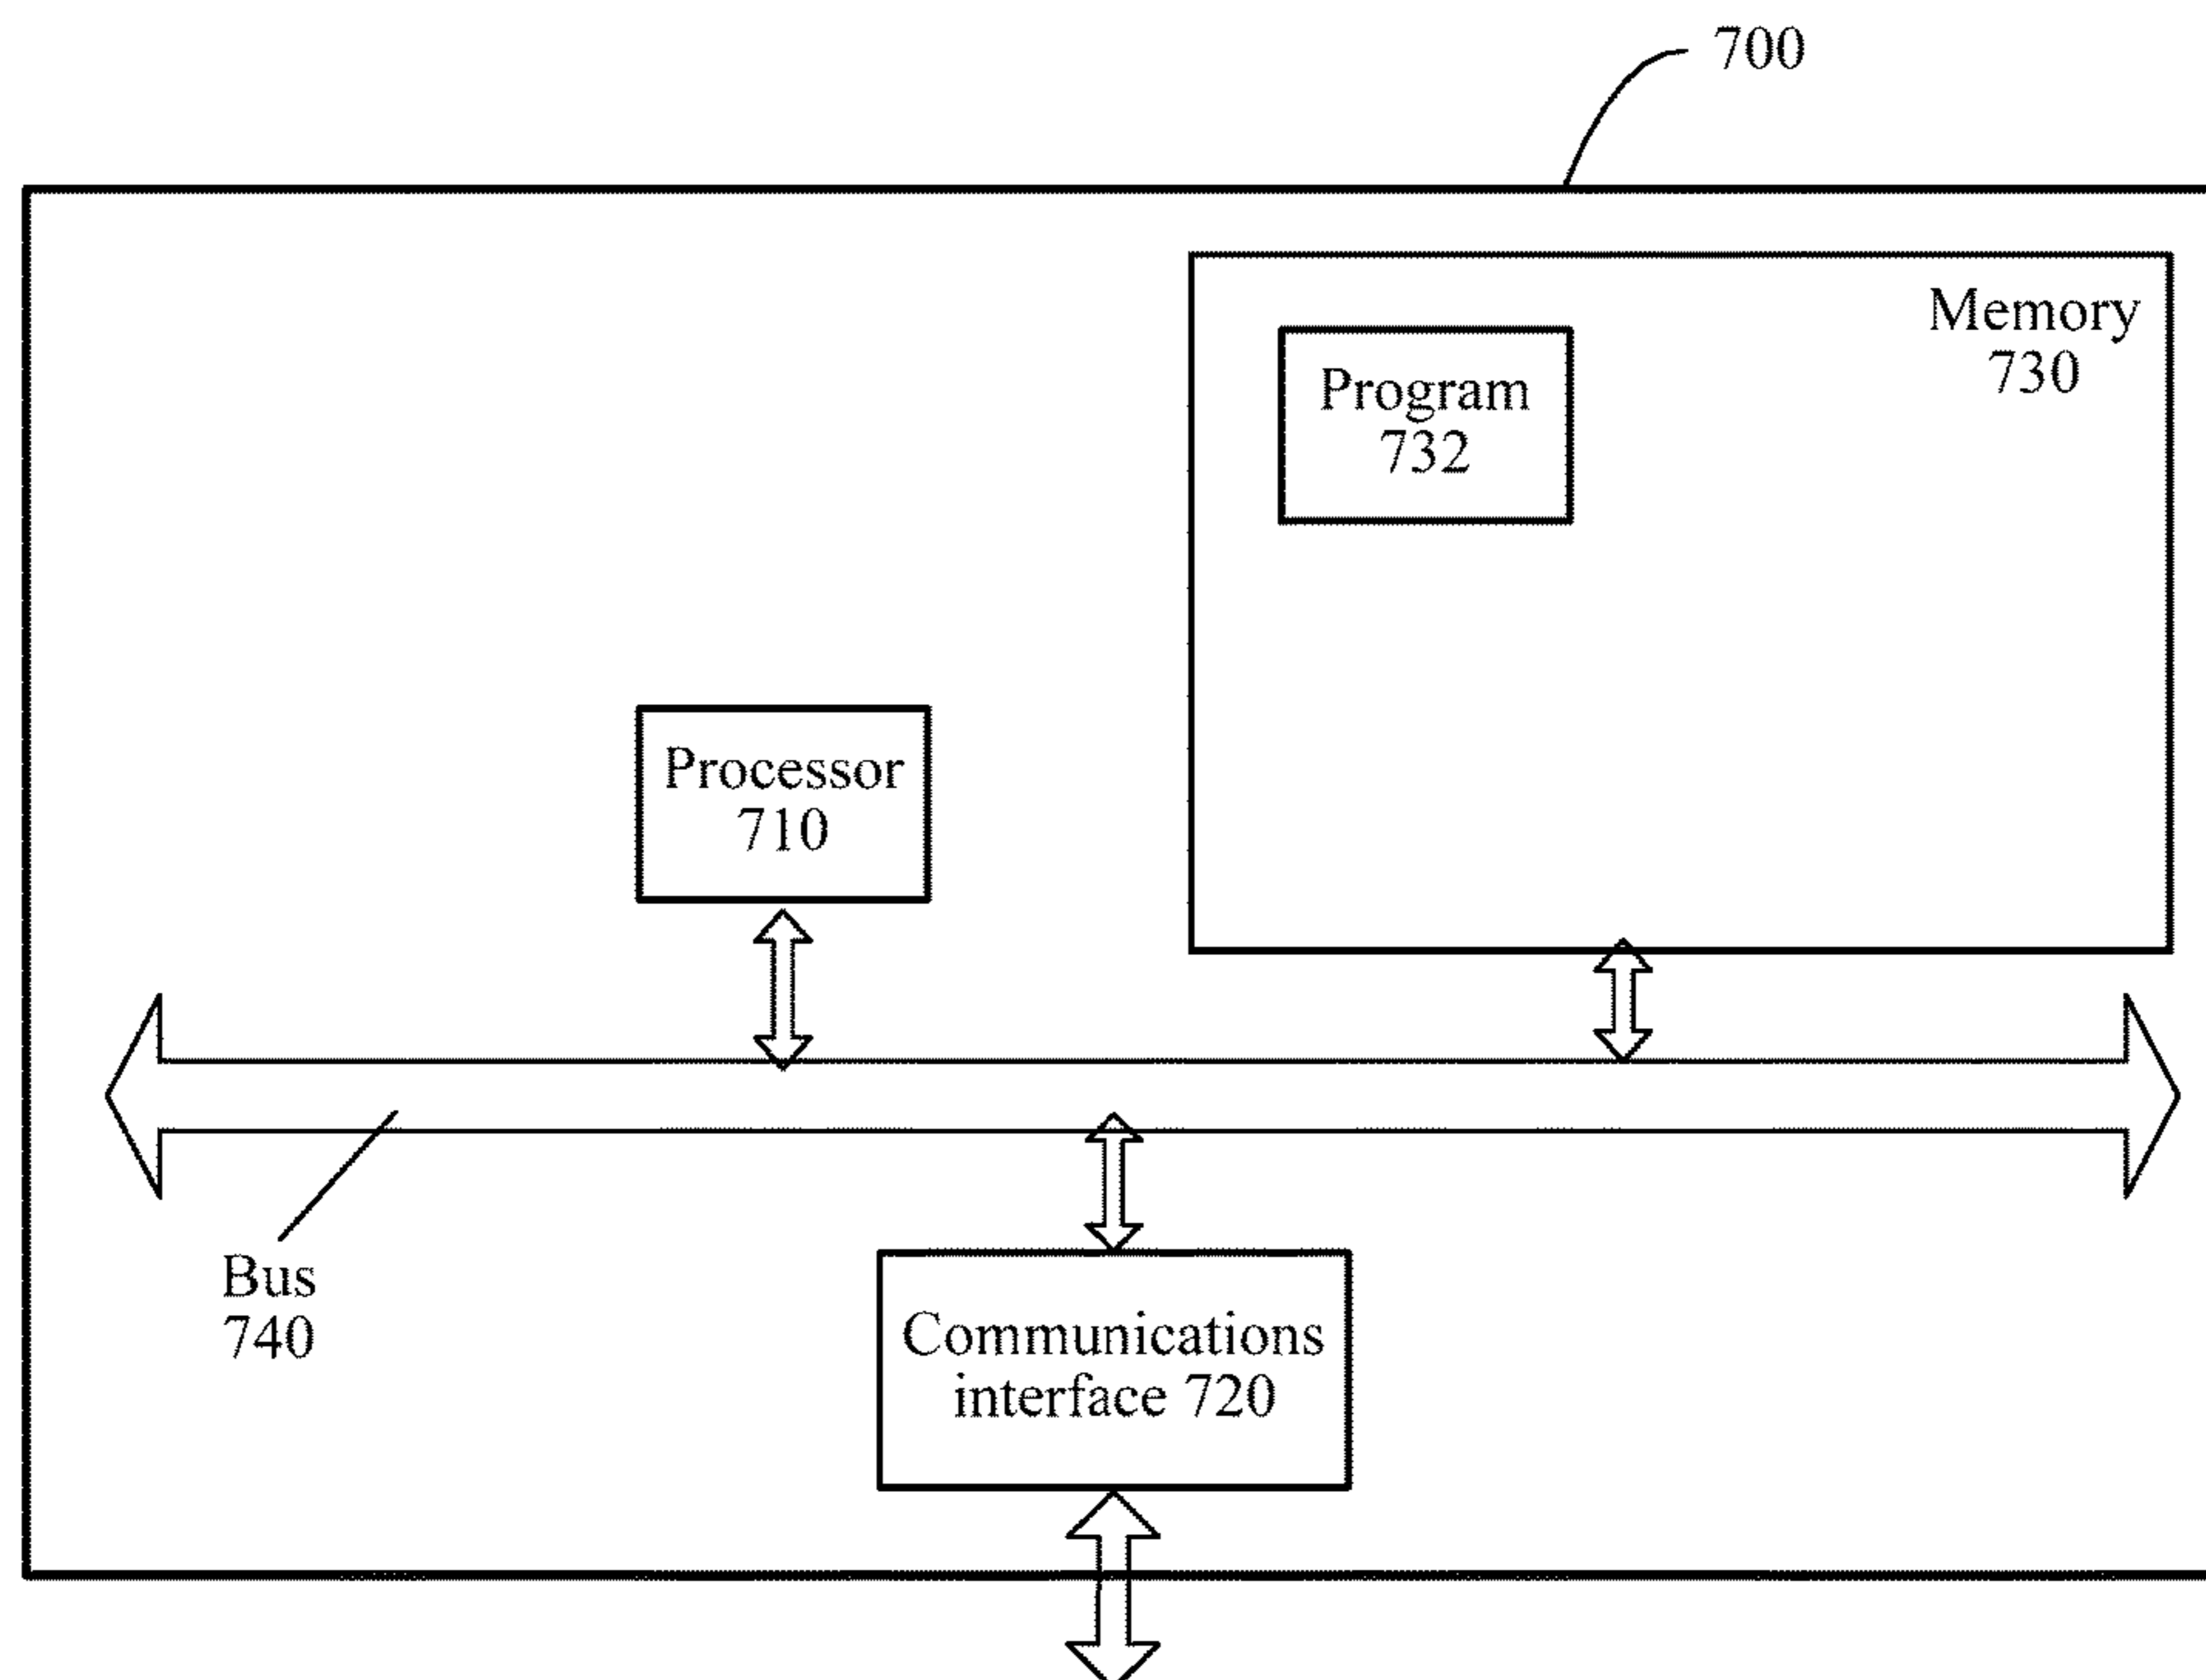 700
Memory
730
Program
732
Processor
710
Bus
740
Communications
interface 720